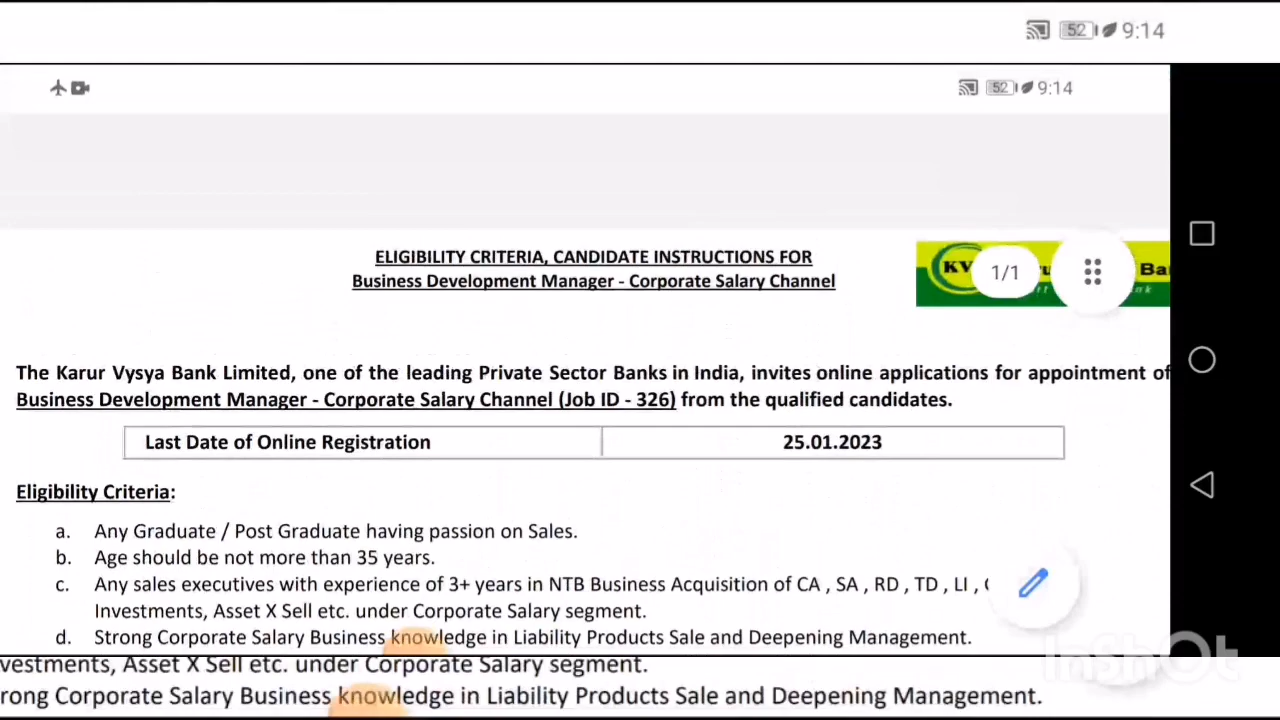 52 9:14
52 9:14
ELIGIBILITY CRITERIA, CANDIDATE INSTRUCTIONS FOR
Business Development Manager - Corporate Salary Channel
KV
1/1
Ba
The Karur Vysya Bank Limited, one of the leading Private Sector Banks in India, invites online applications for appointment of
Business Development Manager - Corporate Salary Channel (Job ID - 326) from the qualified candidates.
Last Date of Online Registration 25.01.2023
Eligibility Criteria:
a. Any Graduate / Post Graduate having passion on Sales.
b. Age should be not more than 35 years.
c. Any sales executives with experience of 3+ years in NTB Business Acquisition of CA , SA , RD , TD , LI ,
Investments, Asset X Sell etc. under Corporate Salary segment.
d. Strong Corporate Salary Business knowledge in Liability Products Sale and Deepening Management.
InShOt
vestments, Asset X Sell etc. under Corporate Salary segment.
rong Corporate Salary Business knowledge in Liability Products Sale and Deepening Management.